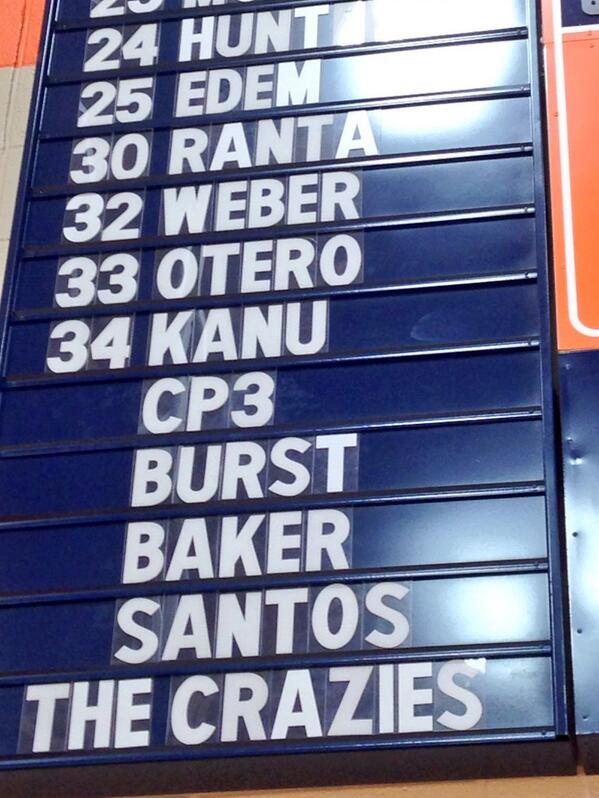 24 HUNT
25 EDEM
30 RANTA
32 WEBER
33 OTERO
34 KANU
CP3
BURST
BAKER
SANTOS
THE CRAZIES